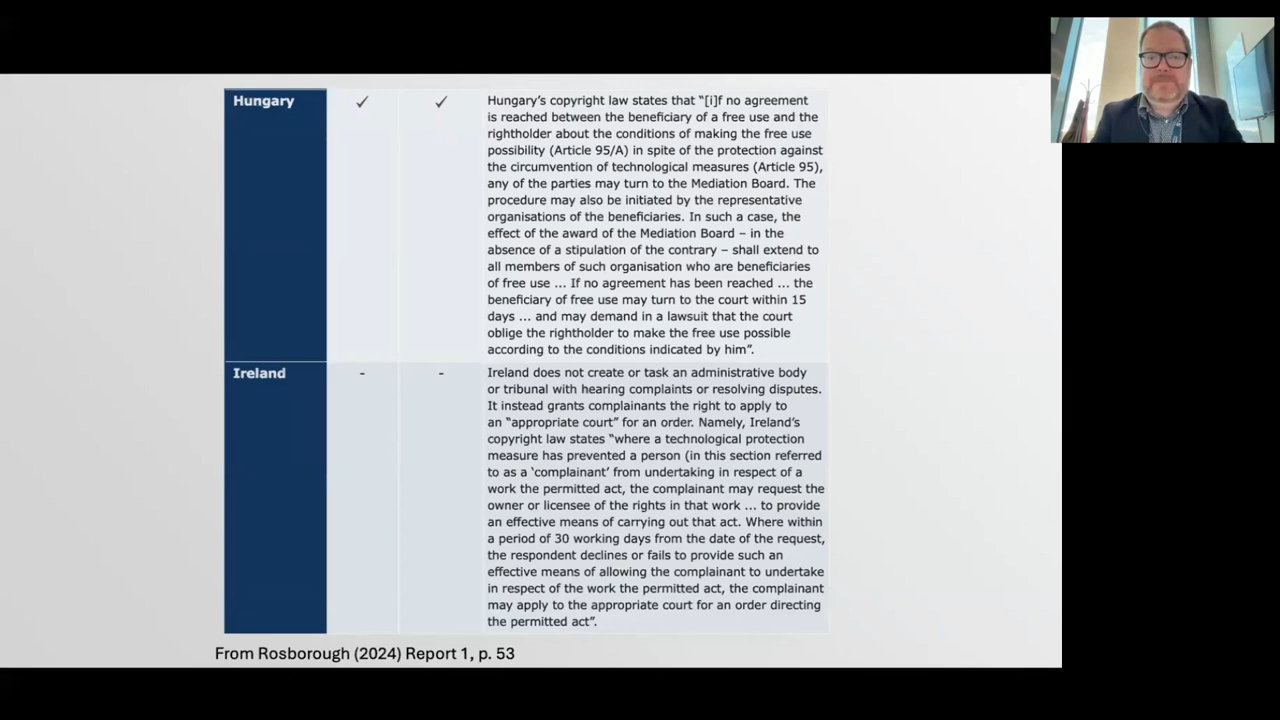 Hungary ✓ ✓ Hungary’s copyright law states that “[i]f no agreement
is reached between the beneficiary of a free use and the
rightholder about the conditions of making the free use
possibility (Article 95/A) in spite of the protection against
the circumvention of technological measures (Article 95),
any of the parties may turn to the Mediation Board. The
procedure may also be initiated by the representative
organisations of the beneficiaries. In such a case, the
effect of the award of the Mediation Board – in the
absence of a stipulation of the contrary – shall extend to
all members of such organisation who are beneficiaries
of free use ... If no agreement has been reached ... the
beneficiary of free use may turn to the court within 15
days ... and may demand in a lawsuit that the court
oblige the rightholder to make the free use possible
according to the conditions indicated by him”.
Ireland - - Ireland does not create or task an administrative body
or tribunal with hearing complaints or resolving disputes.
It instead grants complainants the right to apply to
an “appropriate court” for an order. Namely, Ireland’s
copyright law states “where a technological protection
measure has prevented a person (in this section referred
to as a ‘complainant’ from undertaking in respect of a
work the permitted act, the complainant may request the
owner or licensee of the rights in that work ... to provide
an effective means of carrying out that act. Where within
a period of 30 working days from the date of the request,
the respondent declines or fails to provide such an
effective means of allowing the complainant to undertake
in respect of the work the permitted act, the complainant
may apply to the appropriate court for an order directing
the permitted act”.
From Rosborough (2024) Report 1, p. 53